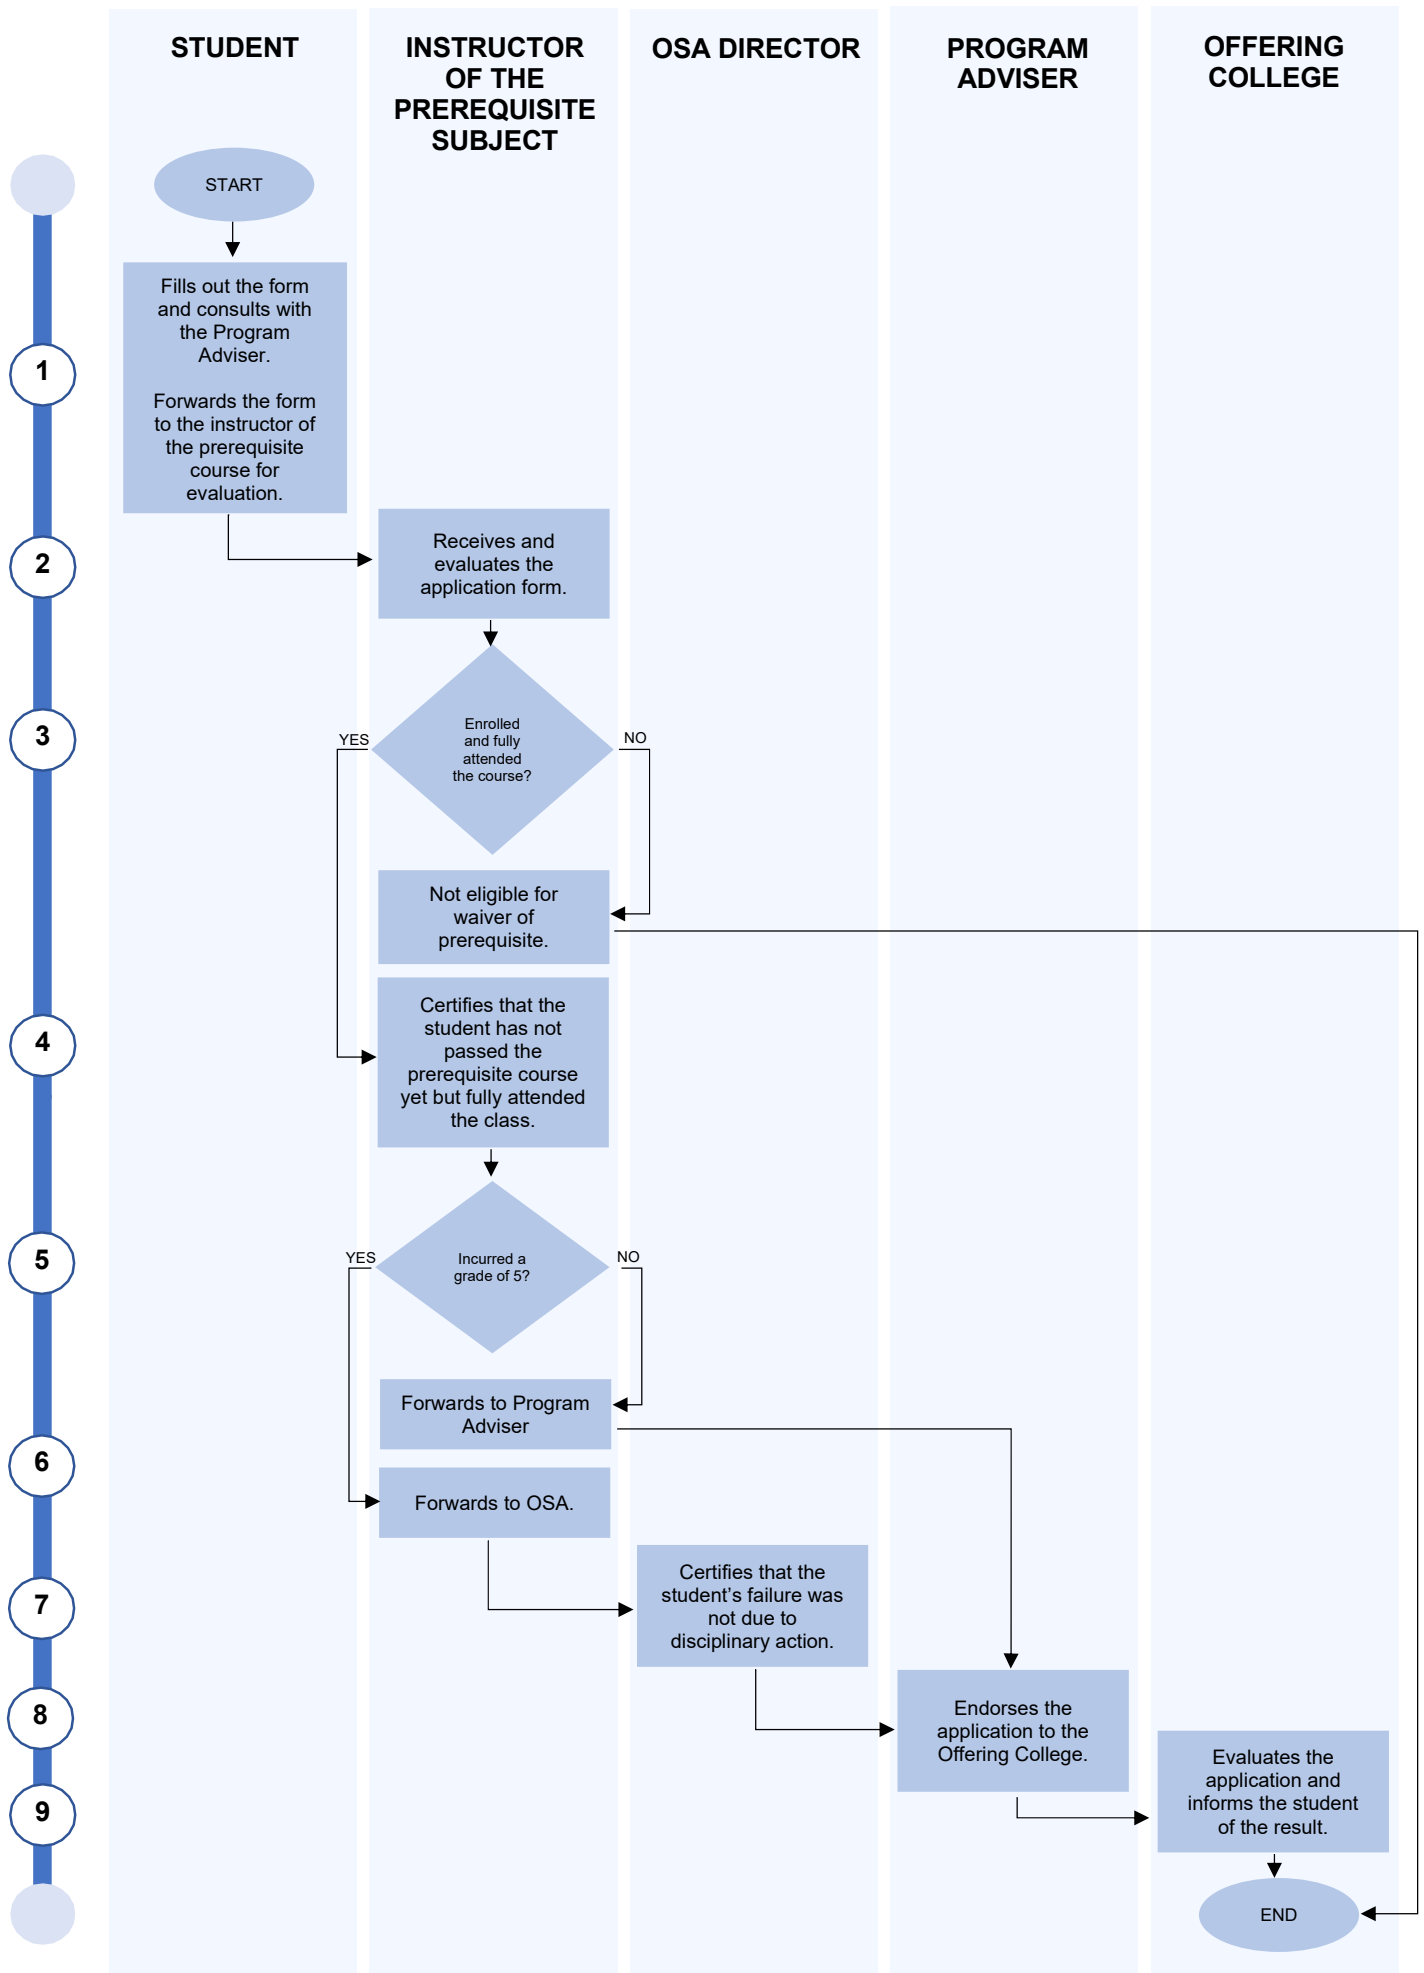 STUDENT
INSTRUCTOR
OF THE
PREREQUISITE
SUBJECT
OSA DIRECTOR
PROGRAM
ADVISER
OFFERING
COLLEGE
START
Fills out the form
and consults with
the Program
Adviser.
Forwards the form
to the instructor of
the prerequisite
course for
evaluation.
1
2
Receives and
evaluates the
application form.
3
YES
Enrolled
and fully
attended
the course?
NO
Not eligible for
waiver of
prerequisite.
4
Certifies that the
student has not
passed the
prerequisite course
yet but fully attended
the class.
5
YES
Incurred a
grade of 5?
NO
Forwards to Program
Adviser
6
Forwards to OSA.
7
Certifies that the
student’s failure was
not due to
disciplinary action.
8
Endorses the
application to the
Offering College.
9
Evaluates the
application and
informs the student
of the result.
END